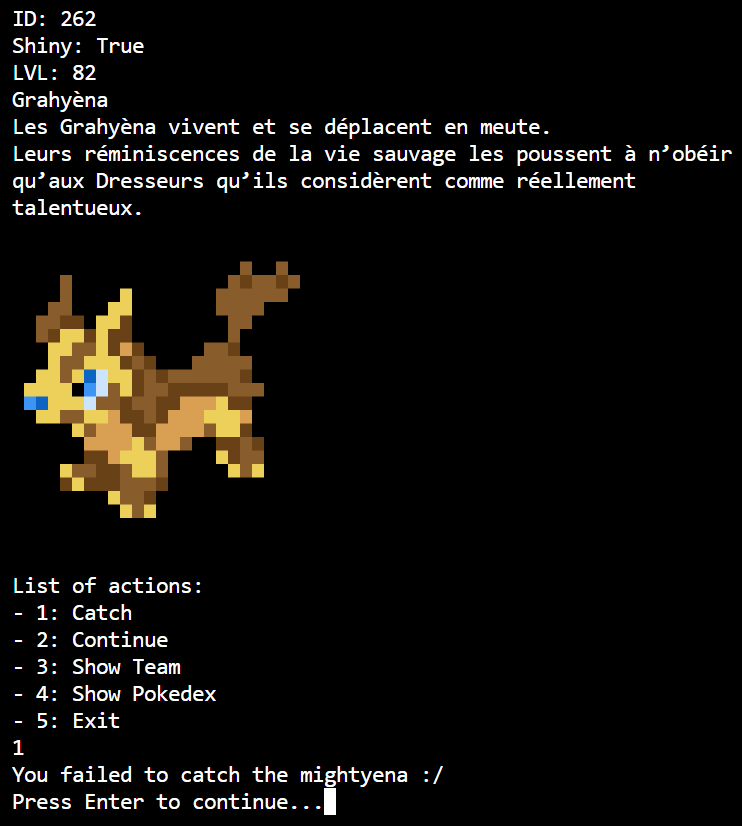 ID: 262
Shiny: True
LVL: 82
Grahyèna
Les Grahyèna vivent et se déplacent en meute.
Leurs réminiscences de la vie sauvage les poussent à n’obéir
qu’aux Dresseurs qu’ils considèrent comme réellement
talentueux.
List of actions:
- 1: Catch
- 2: Continue
- 3: Show Team
- 4: Show Pokedex
- 5: Exit
1
You failed to catch the mightyena :/
Press Enter to continue...